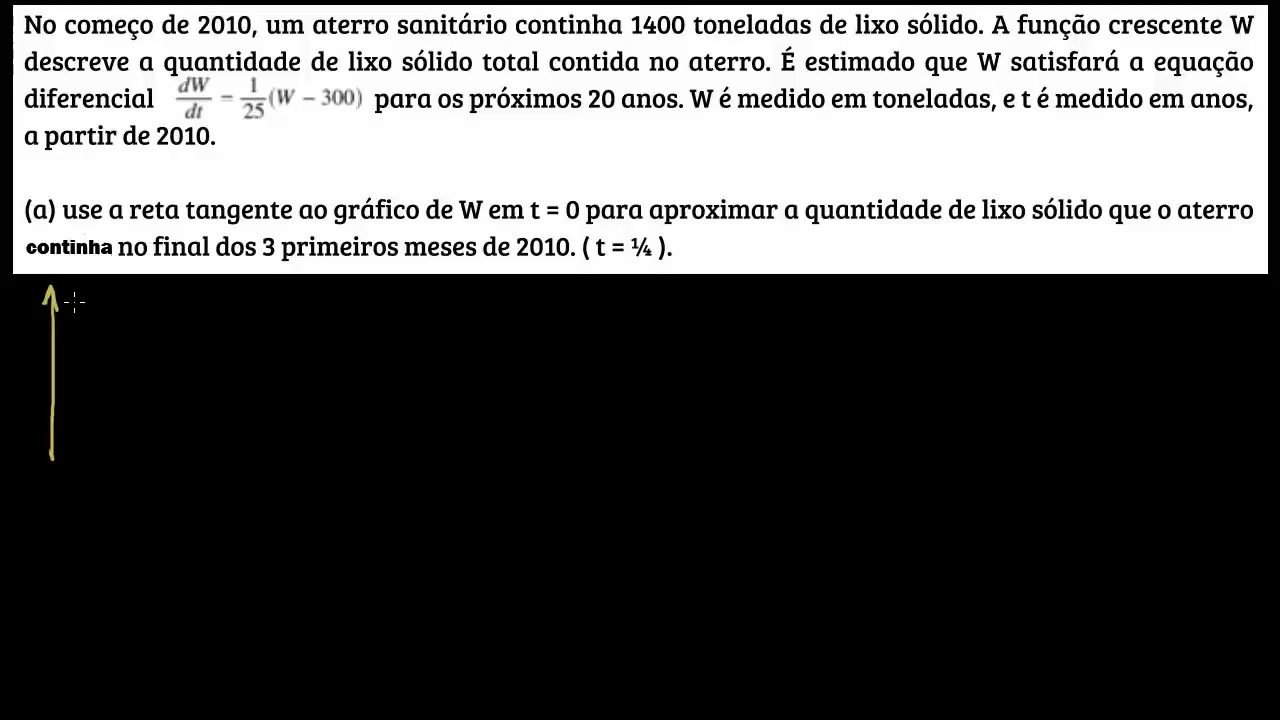 No começo de 2010, um aterro sanitário continha 1400 toneladas de lixo sólido. A função crescente W
descreve a quantidade de lixo sólido total contida no aterro. É estimado que W satisfará a equação
diferencial dW/dt = 1/25 (W − 300) para os próximos 20 anos. W é medido em toneladas, e t é medido em anos,
a partir de 2010.
(a) use a reta tangente ao gráfico de W em t = 0 para aproximar a quantidade de lixo sólido que o aterro
continha no final dos 3 primeiros meses de 2010. ( t = ¼ ).